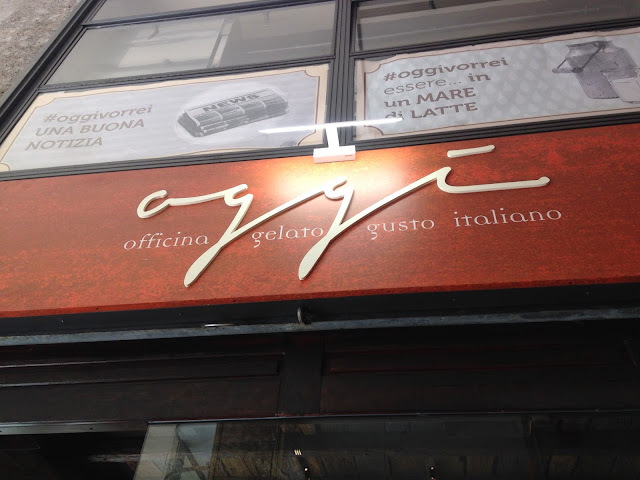 #oggivorrei
UNA BUONA
NOTIZIA
NEWS
#oggivorrei
essere... in
un MARE
di LATTE
oggi
officina gelato gusto italiano